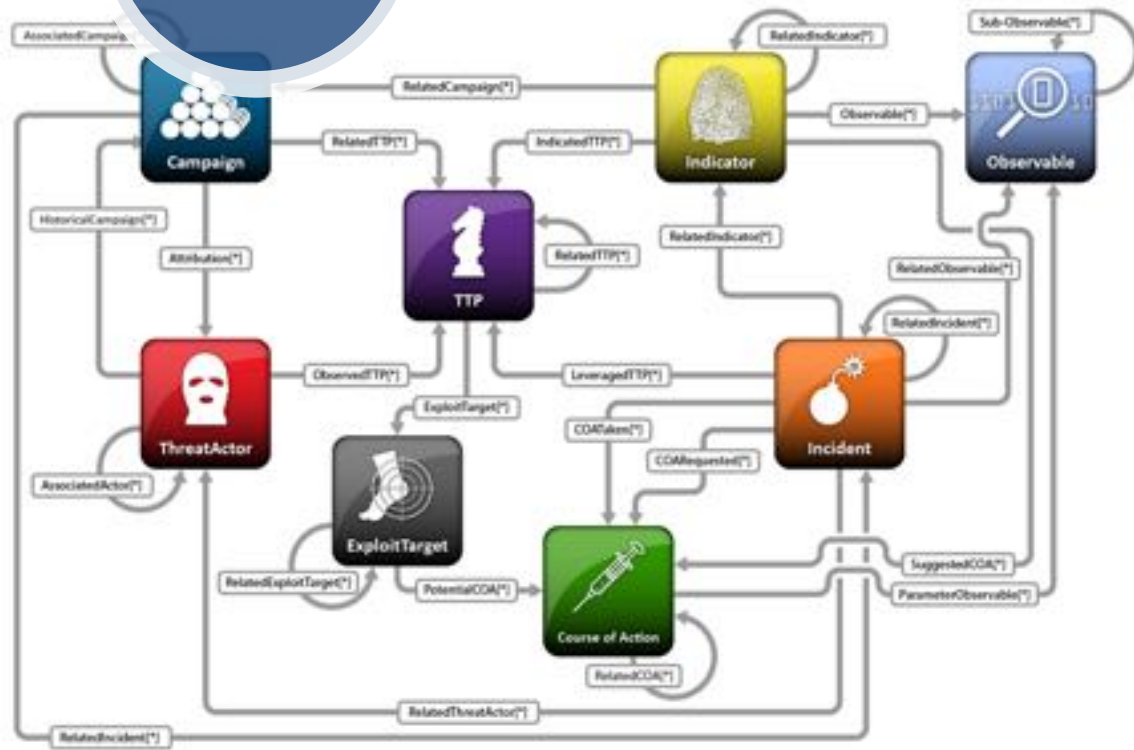 Sub-Observable[*]
RelatedIndicator[*]
RelatedCampaign[*]
Observable[*]
RelatedTTP[*]
IndicatedTTP[*]
Campaign
Indicator
Observable
HistoricalCampaign[*]
RelatedIndicator[*]
Attribution[*]
RelatedTTP[*]
RelatedObservable[*]
TTP
RelatedIncident[*]
ObservedTTP[*]
LeveragedTTP[*]
ExploitTarget[*]
COATaken[*]
ThreatActor
Incident
COARequested[*]
AssociatedActor[*]
ExploitTarget
SuggestedCOA[*]
RelatedExploitTarget[*]
PotentialCOA[*]
ParameterObservable[*]
Course of Action
RelatedCOA[*]
RelatedThreatActor[*]
RelatedIncident[*]